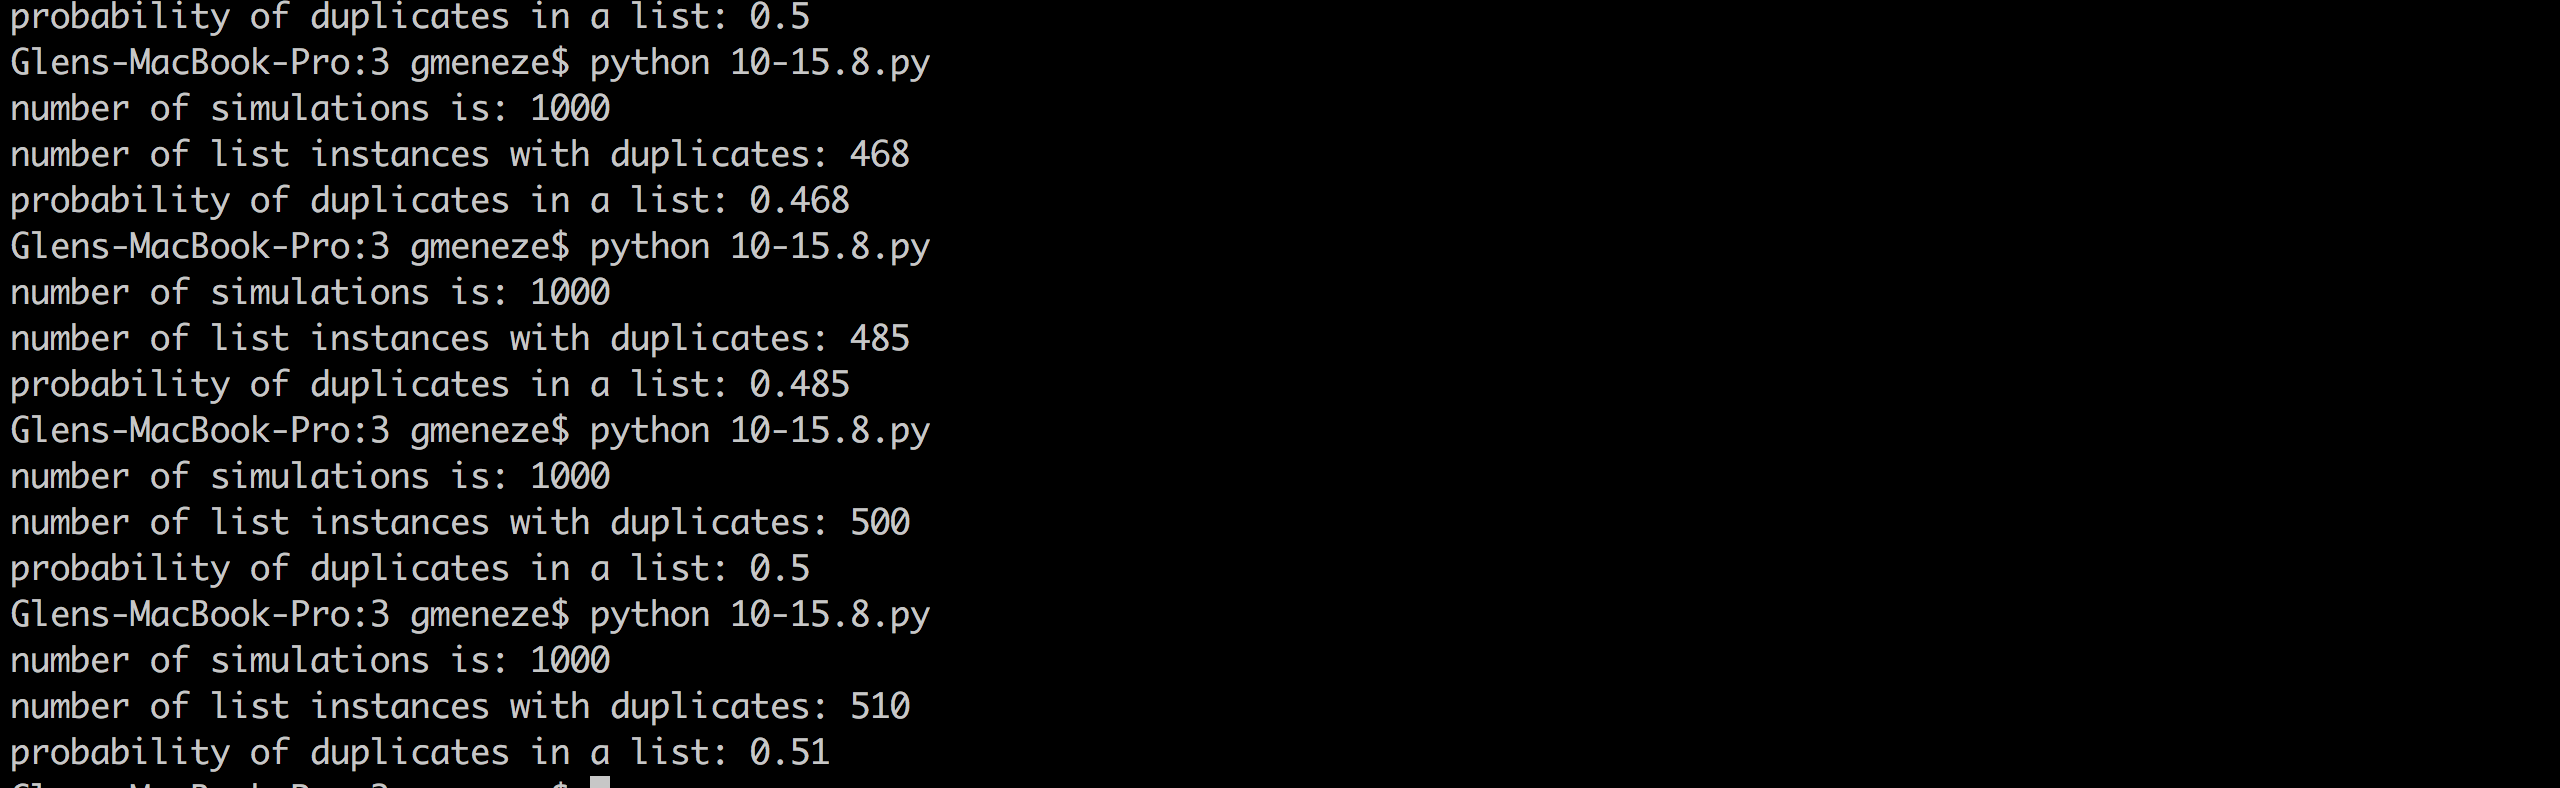 probability of duplicates in a list: 0.5
Glens-MacBook-Pro:3 gmeneze$ python 10-15.8.py
number of simulations is: 1000
number of list instances with duplicates: 468
probability of duplicates in a list: 0.468
Glens-MacBook-Pro:3 gmeneze$ python 10-15.8.py
number of simulations is: 1000
number of list instances with duplicates: 485
probability of duplicates in a list: 0.485
Glens-MacBook-Pro:3 gmeneze$ python 10-15.8.py
number of simulations is: 1000
number of list instances with duplicates: 500
probability of duplicates in a list: 0.5
Glens-MacBook-Pro:3 gmeneze$ python 10-15.8.py
number of simulations is: 1000
number of list instances with duplicates: 510
probability of duplicates in a list: 0.51